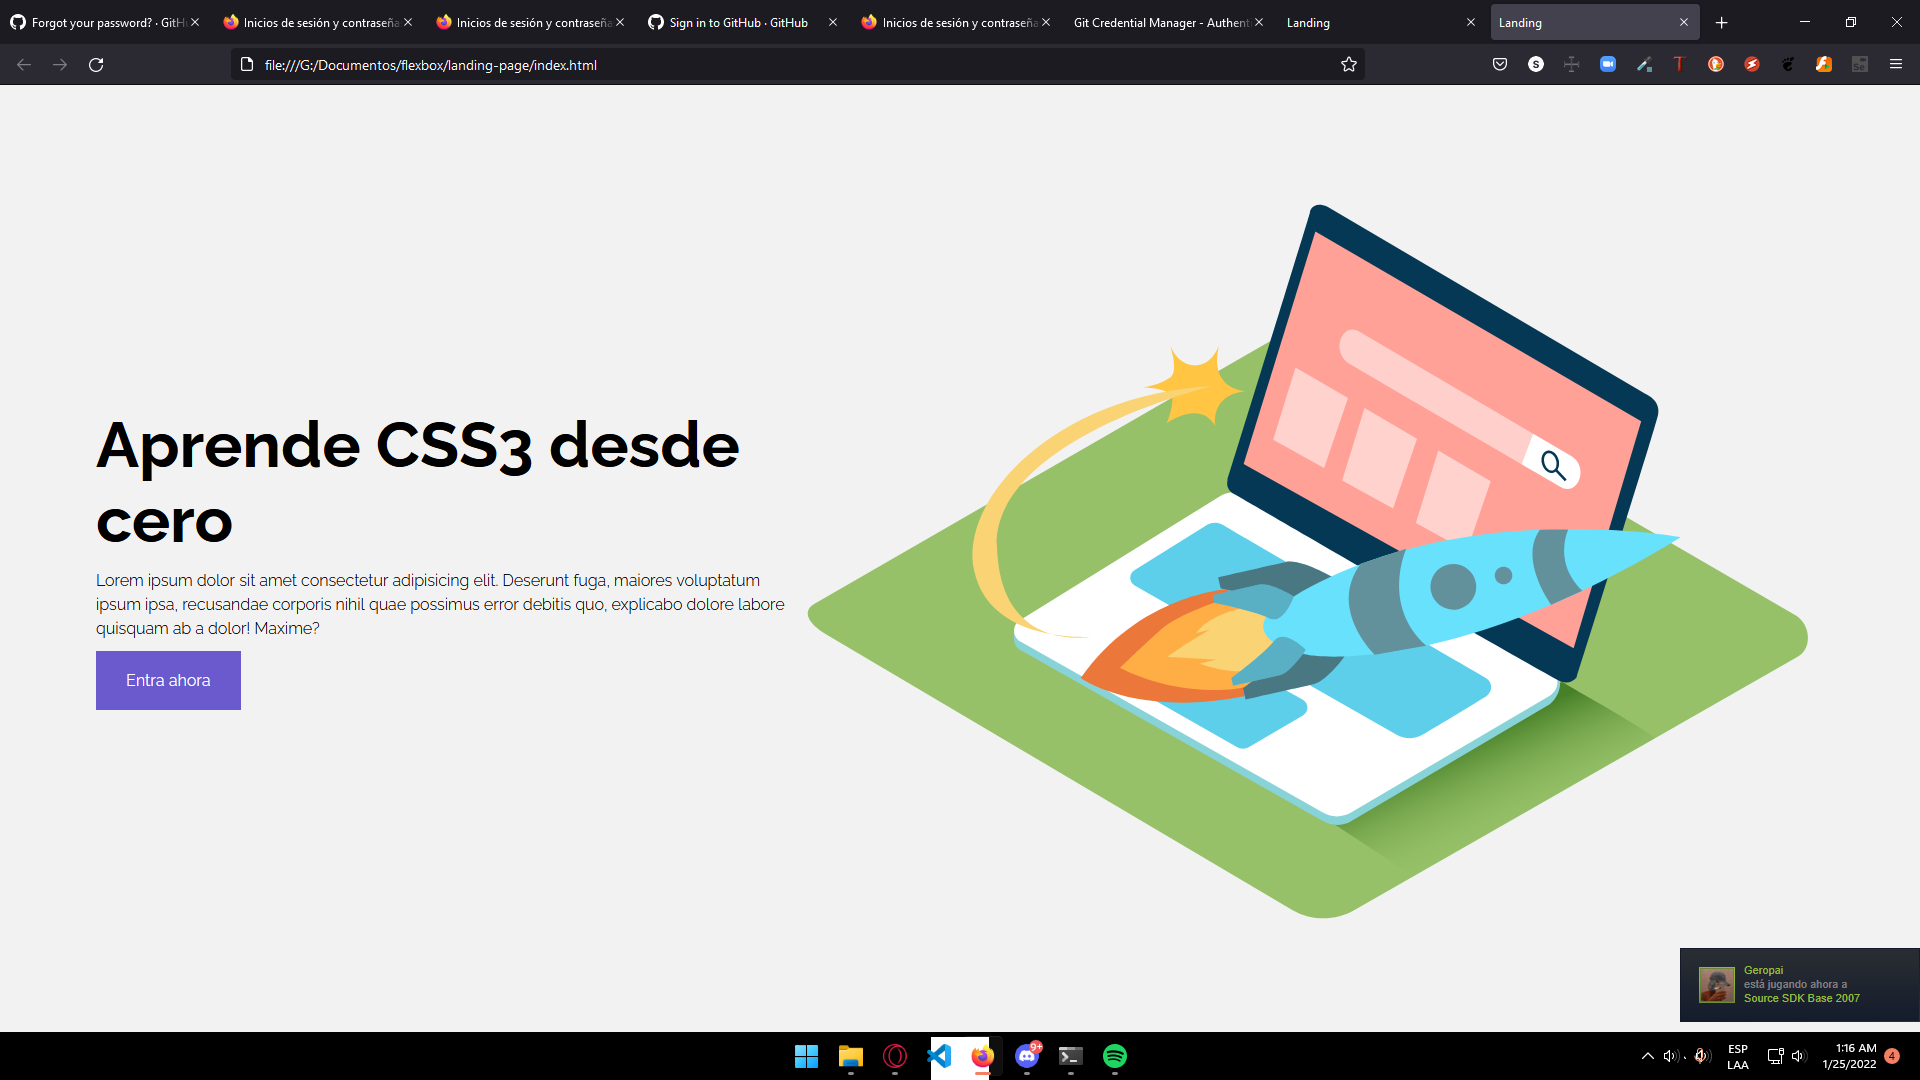 Forgot your password? · GitH
Inicios de sesión y contraseña
Inicios de sesión y contraseña
Sign in to GitHub · GitHub
Inicios de sesión y contraseña
Git Credential Manager - Authenti
Landing
Landing
file:///G:/Documentos/flexbox/landing-page/index.html
Aprende CSS3 desde
cero
Lorem ipsum dolor sit amet consectetur adipisicing elit. Deserunt fuga, maiores voluptatum
ipsum ipsa, recusandae corporis nihil quae possimus error debitis quo, explicabo dolore labore
quisquam ab a dolor! Maxime?
Entra ahora
Geropai
está jugando ahora a
Source SDK Base 2007
9+
ESP
LAA
1:16 AM
1/25/2022
4